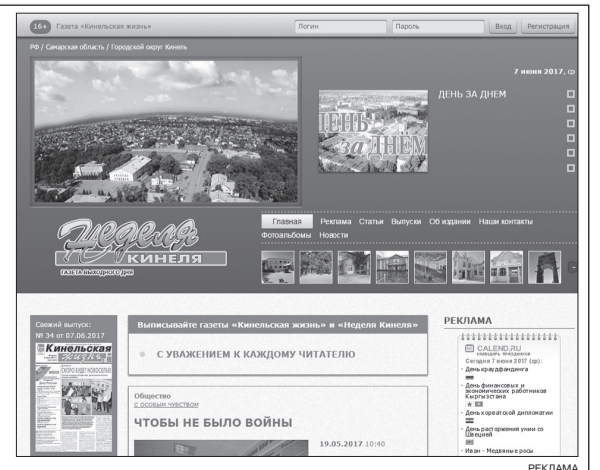 16+ Газета «Кинельская жизнь»
Логин
Пароль
Вход
Регистрация
РФ / Самарская область / Городской округ Кинель
7 июня 2017, ср
ДЕНЬ ЗА ДНЕМ
ДЕНЬ
за ДНЕМ
Главная Реклама Статьи Выпуски Об издании Наши контакты
Фотоальбомы Новости
Неделя
КИНЕЛЯ
ГАЗЕТА ВЫХОДНОГО ДНЯ
Свежий выпуск:
№ 34 от 07.06.2017
Кинельская
жизнь
СКОРО БУДЕТ НОВОСЕЛЬЕ!
Выписывайте газеты «Кинельская жизнь» и «Неделя Кинеля»
С УВАЖЕНИЕМ К КАЖДОМУ ЧИТАТЕЛЮ
Общество
с особым чувством
ЧТОБЫ НЕ БЫЛО ВОЙНЫ
19.05.2017 10:40
РЕКЛАМА
CALEND.RU
КАЛЕНДАРЬ ПРАЗДНИКОВ
Сегодня 7 июня 2017 (ср):
· День краудфандинга
· День финансовых и
экономических работников
Кыргызстана
· День хорватской дипломатии
· День расторжения унии со
Швецией
· Иван - Медвяные росы
РЕКЛАМА